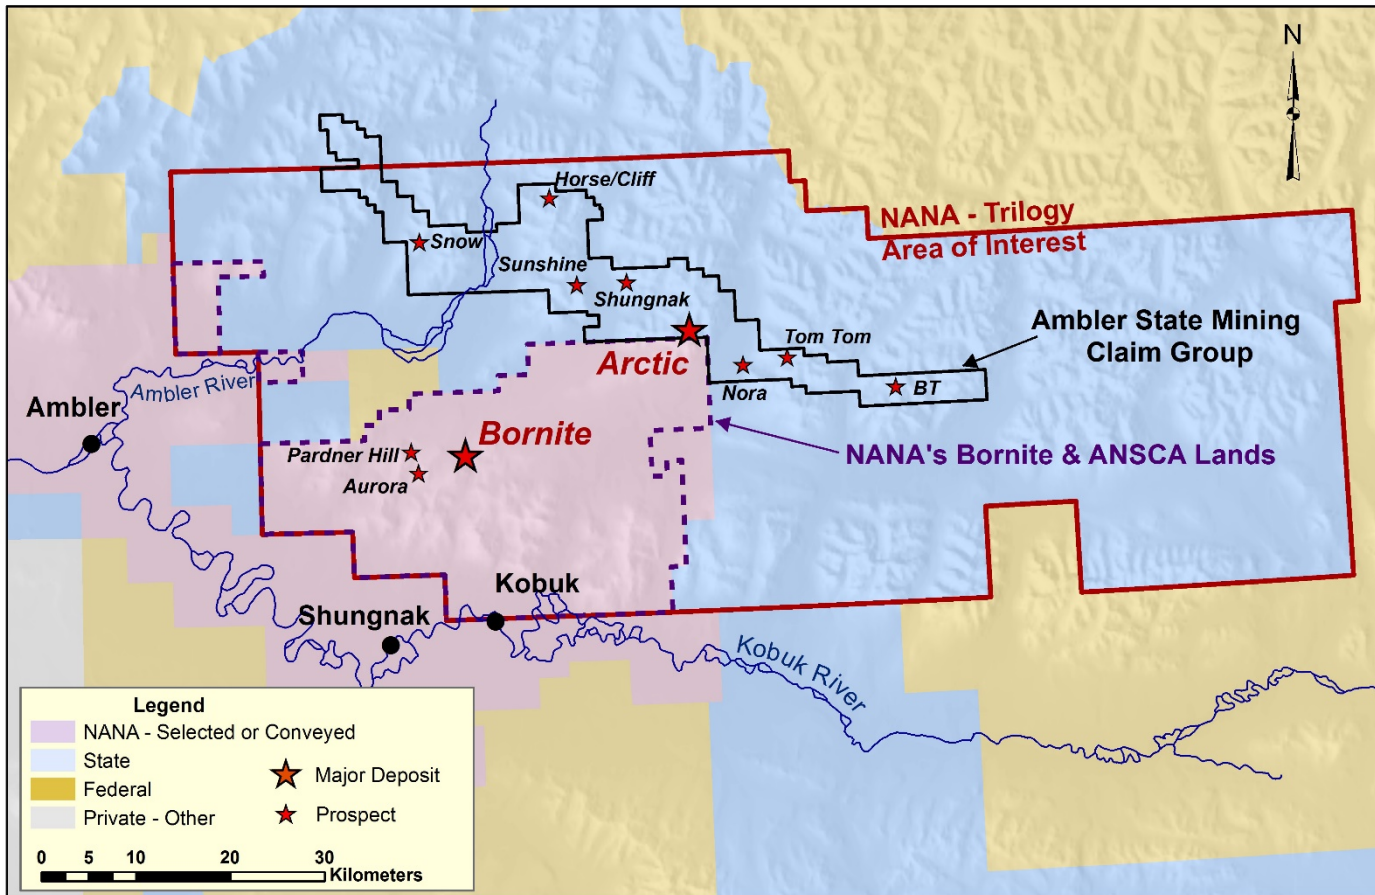 N
Horse/Cliff
NANA - Trilogy
Area of Interest
Snow
Sunshine
Shungnak
Ambler State Mining
Claim Group
Tom Tom
Arctic
Ambler River
Nora
BT
Ambler
Bornite
Pardner Hill
Aurora
NANA's Bornite & ANSCA Lands
Kobuk
Shungnak
Kobuk River
Legend
NANA - Selected or Conveyed
State
Federal
Private - Other
Major Deposit
Prospect
0 5 10 20 30
Kilometers